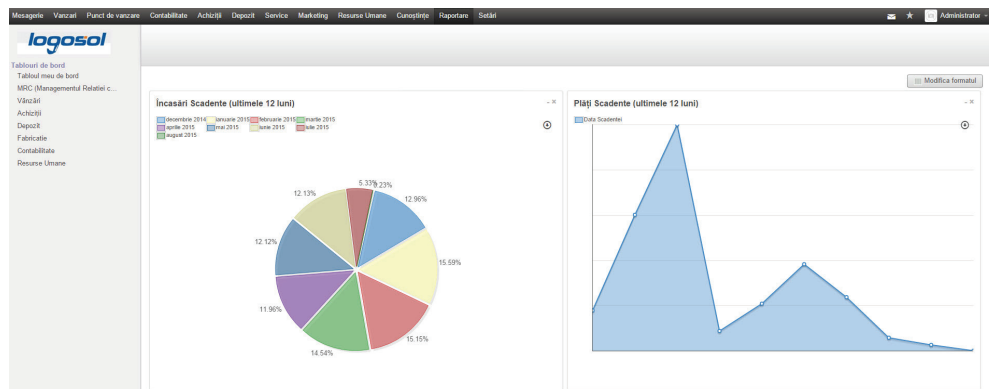 Mesagerie Vanzari Punct de vanzare Contabilitate Achiziții Depozit Service Marketing Resurse Umane Cunoștințe Raportare Setări Administrator
logosol
Tablouri de bord
Tabloul meu de bord
MRC (Managementul Relatiei c...
Vânzări
Achiziții
Depozit
Fabricatie
Contabilitate
Resurse Umane
Modifica formatul
Încasări Scadente (ultimele 12 luni)
decembrie 2014 ianuarie 2015 februarie 2015 martie 2015
aprilie 2015 mai 2015 iunie 2015 iulie 2015
august 2015
5.33% 0.23%
12.13%
12.96%
12.12%
15.59%
11.96%
15.15%
14.54%
Plăți Scadente (ultimele 12 luni)
Data Scadentei